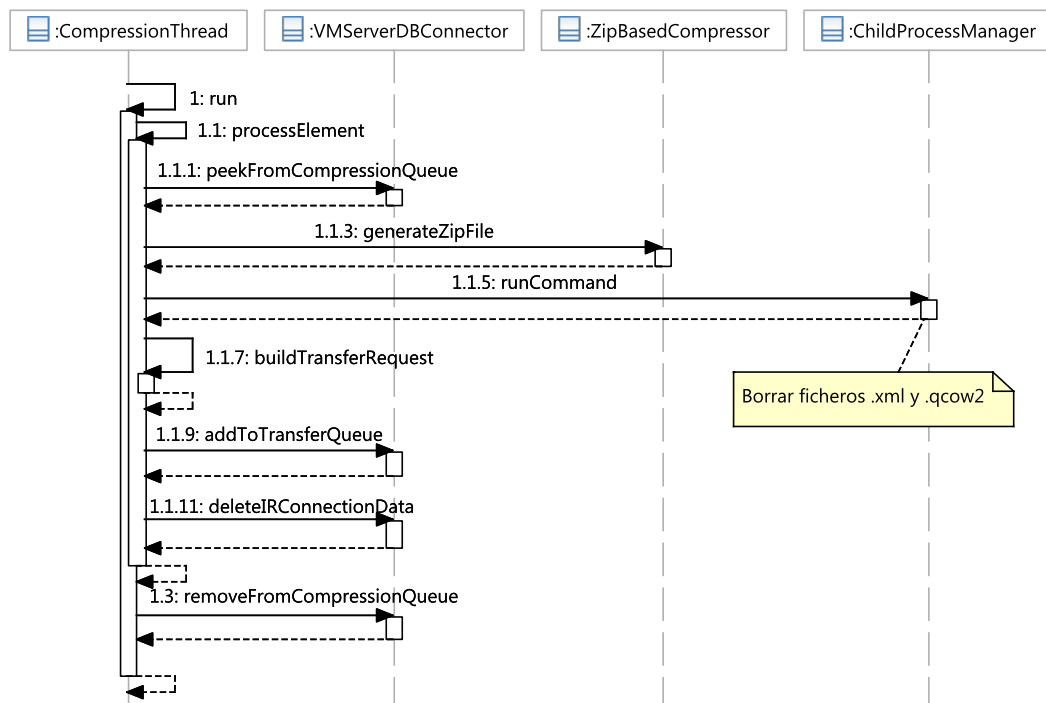 :CompressionThread
:VMServerDBConnector
:ZipBasedCompressor
:ChildProcessManager
1: run
1.1: processElement
1.1.1: peekFromCompressionQueue
1.1.3: generateZipFile
1.1.5: runCommand
1.1.7: buildTransferRequest
Borrar ficheros .xml y .qcow2
1.1.9: addToTransferQueue
1.1.11: deleteIRConnectionData
1.3: removeFromCompressionQueue